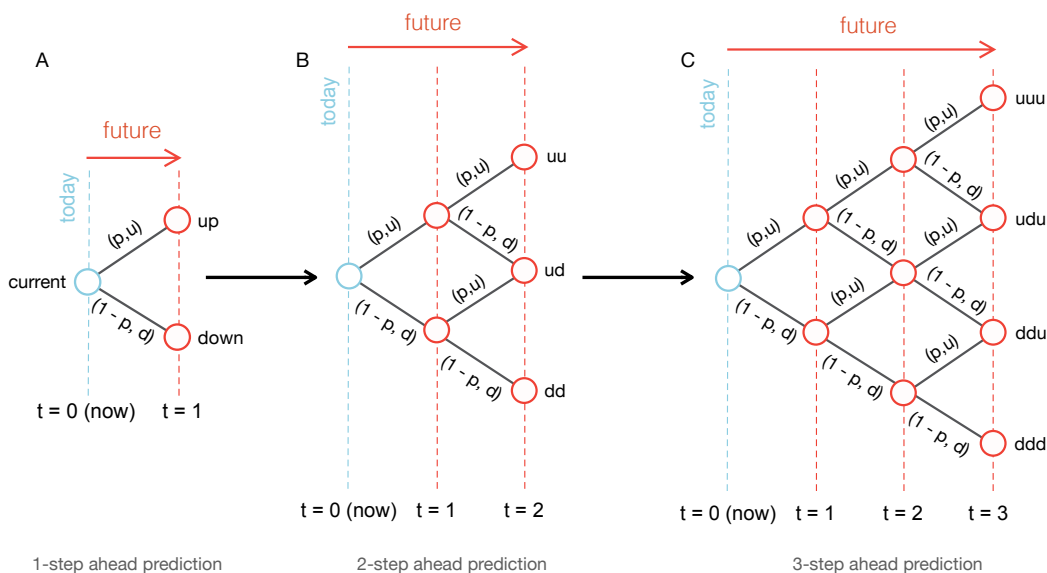 A
future
today
(p,u)
up
current
(1 - p, d)
down
t = 0 (now)
t = 1
1-step ahead prediction
B
future
today
uu
(p,u)
(p,u)
(1 - p, d)
ud
(p,u)
(1 - p, d)
(1 - p, d)
dd
t = 0 (now)
t = 1
t = 2
2-step ahead prediction
C
future
today
uuu
(p,u)
(p,u)
(1 - p, d)
(p,u)
udu
(1 - p, d)
(p,u)
(p,u)
(1 - p, d)
(1 - p, d)
ddu
(p,u)
(1 - p, d)
(1 - p, d)
ddd
t = 0 (now)
t = 1
t = 2
t = 3
3-step ahead prediction